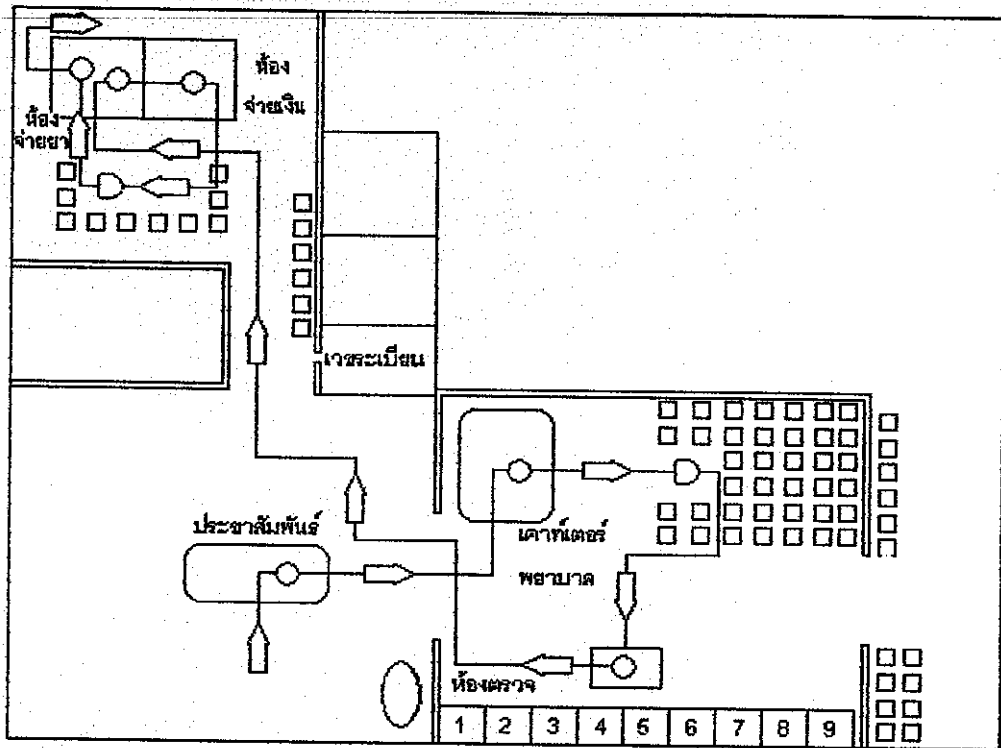 ห้อง
จ่ายเงิน
ห้อง
จ่ายยา
เวชระเบียน
ประชาสัมพันธ์
เคาท์เตอร์
พยาบาล
ห้องตรวจ
1 2 3 4 5 6 7 8 9